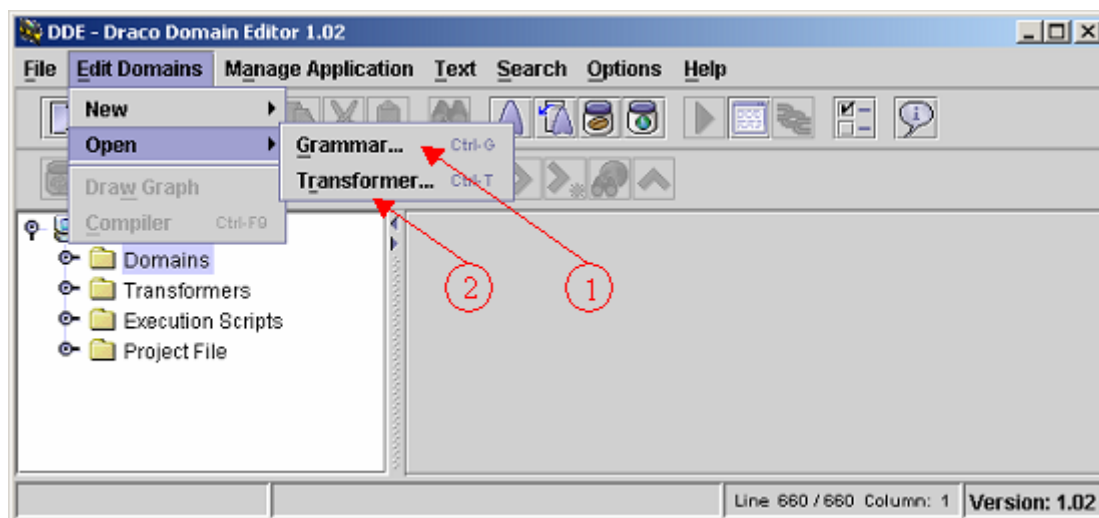 DDE - Draco Domain Editor 1.02
File Edit Domains Manage Application Text Search Options Help
New
Open
Grammar... Ctrl-G
Transformer... Ctrl-T
Draw Graph
Compiler Ctrl-F9
Domains
Transformers
Execution Scripts
Project File
2 1
Line 660 / 660 Column: 1 Version: 1.02